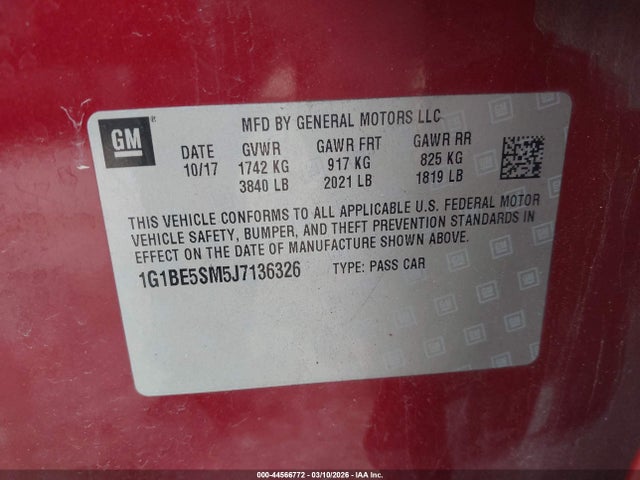 GM
MFD BY GENERAL MOTORS LLC
DATE GVWR GAWR FRT GAWR RR
10/17 1742 KG 917 KG 825 KG
3840 LB 2021 LB 1819 LB
THIS VEHICLE CONFORMS TO ALL APPLICABLE U.S. FEDERAL MOTOR
VEHICLE SAFETY, BUMPER, AND THEFT PREVENTION STANDARDS IN
EFFECT ON THE DATE OF MANUFACTURE SHOWN ABOVE.
1G1BE5SM5J7136326 TYPE: PASS CAR
000-44566772 - 03/10/2026 - IAA Inc.